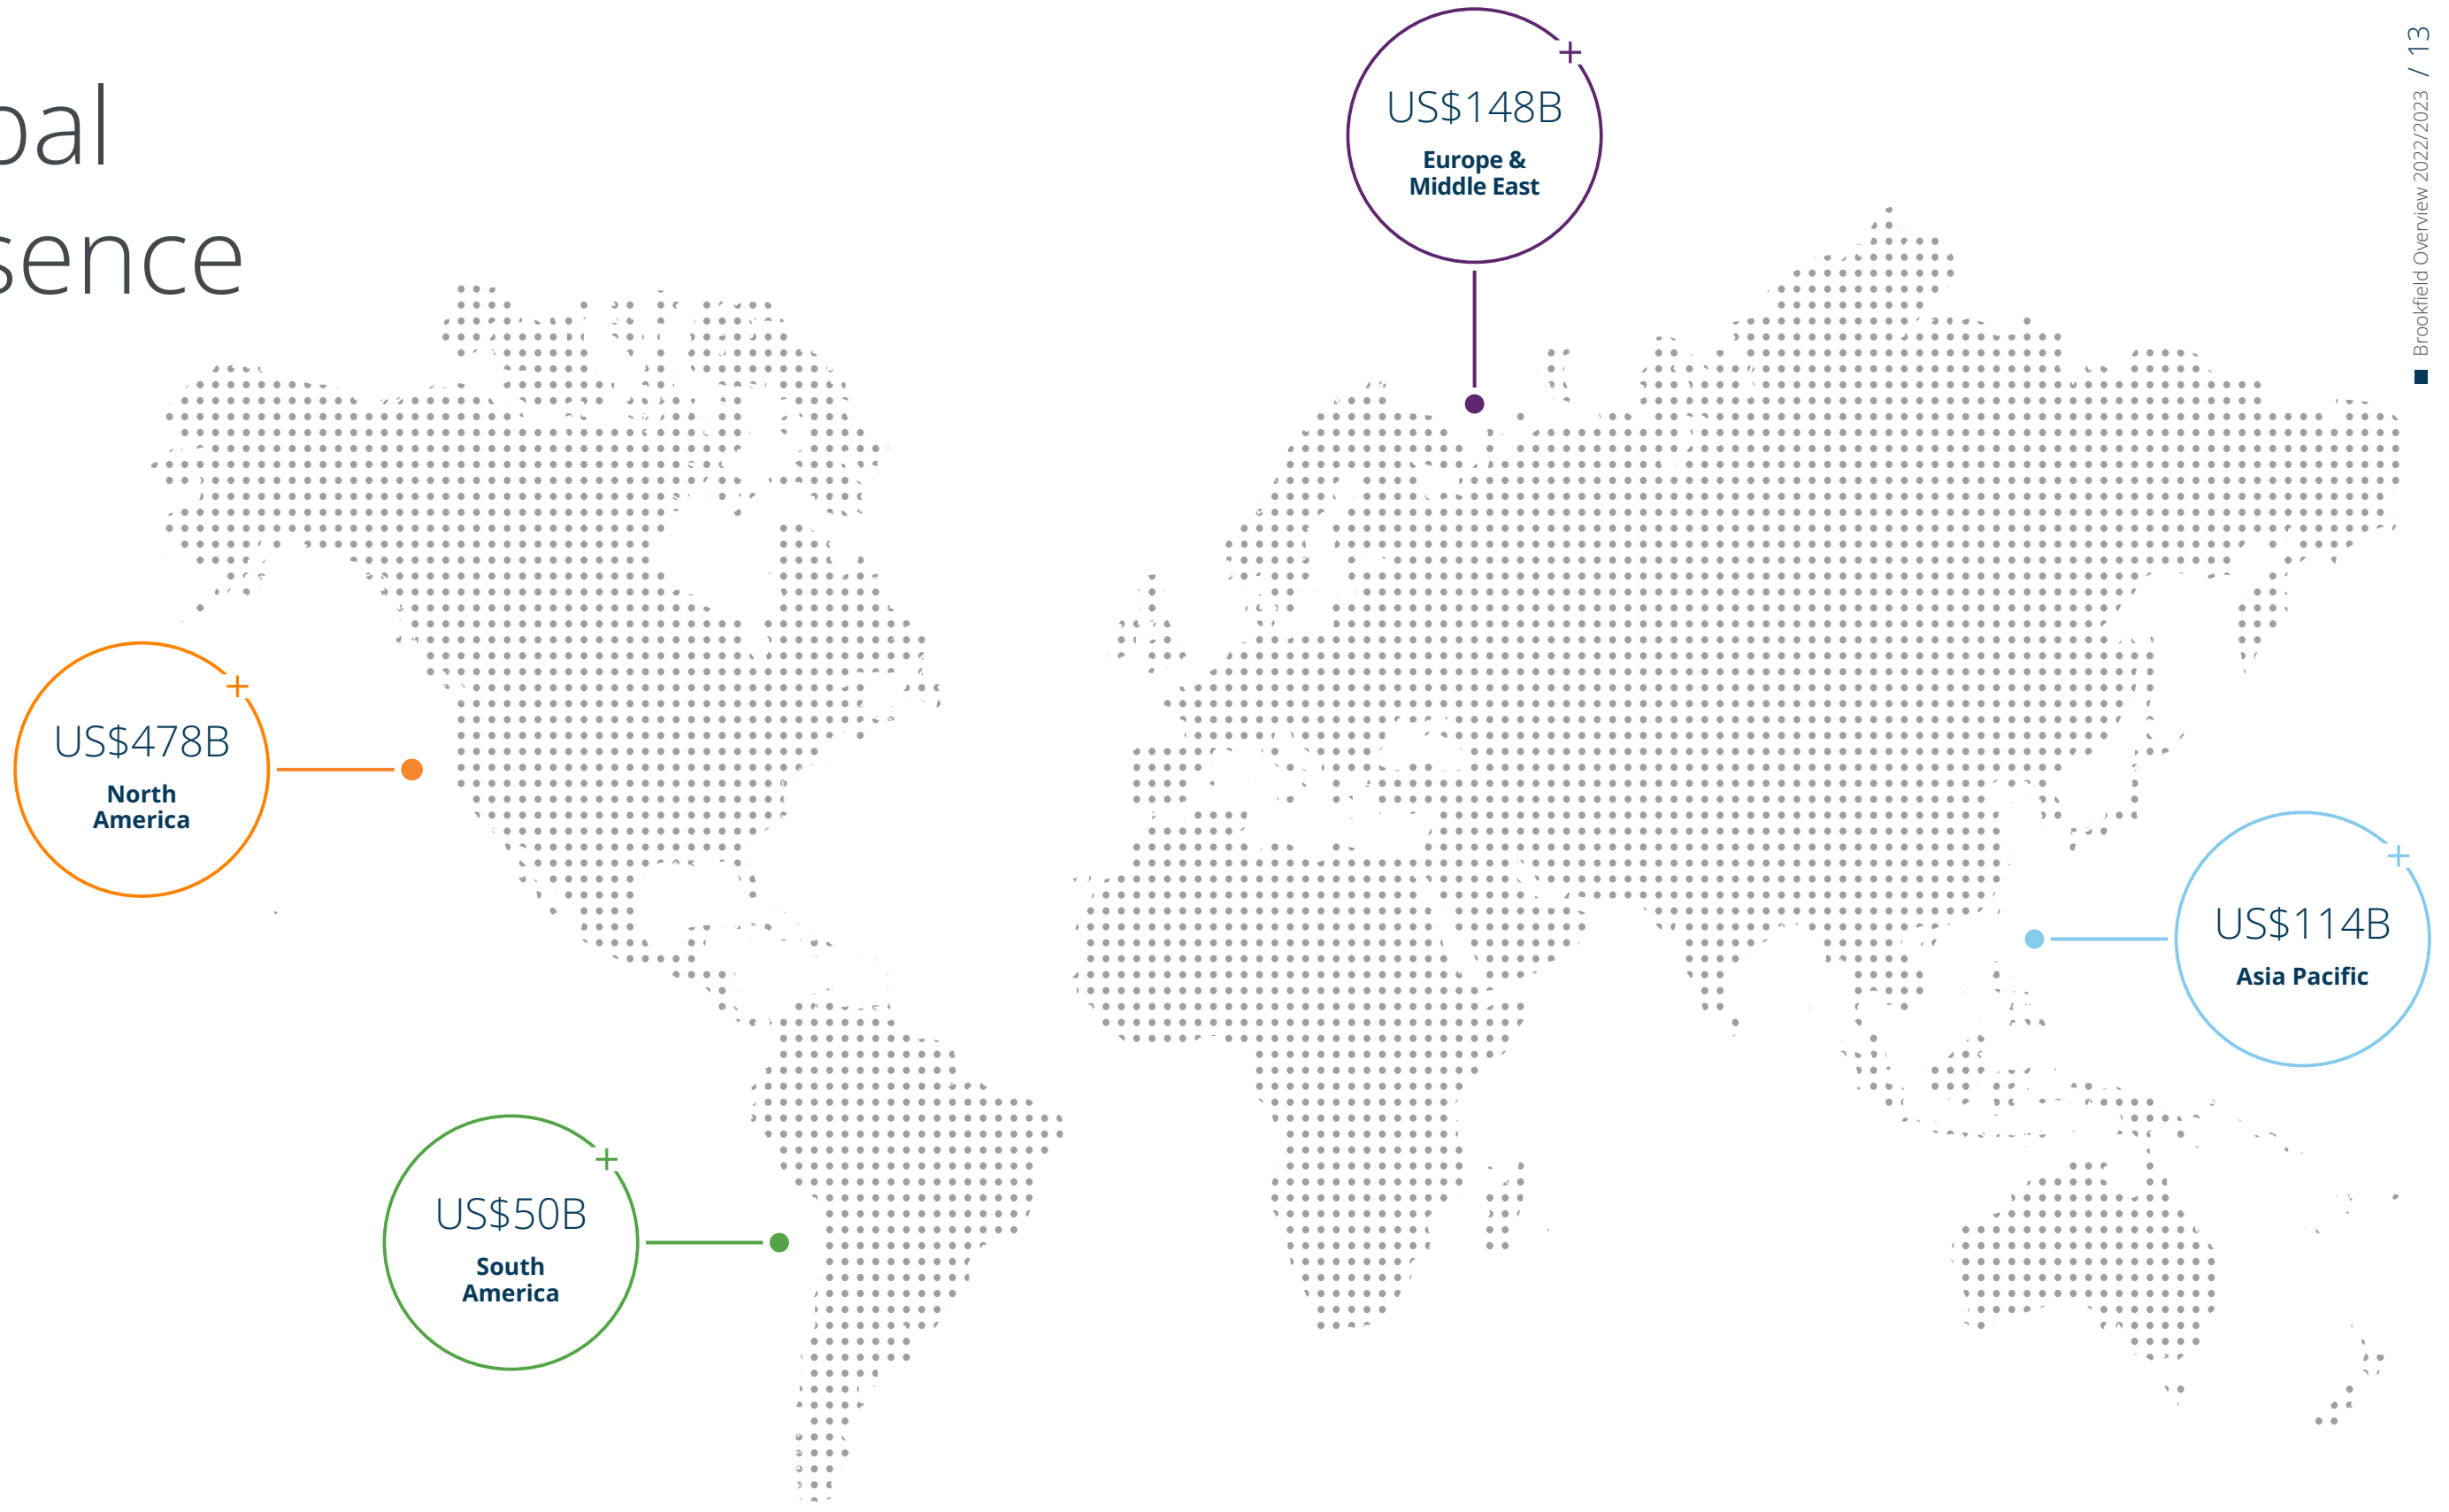 bal
sence
US$148B
Europe &
Middle East
US$478B
North
America
US$114B
Asia Pacific
US$50B
South
America
Brookfield Overview 2022/2023 / 13